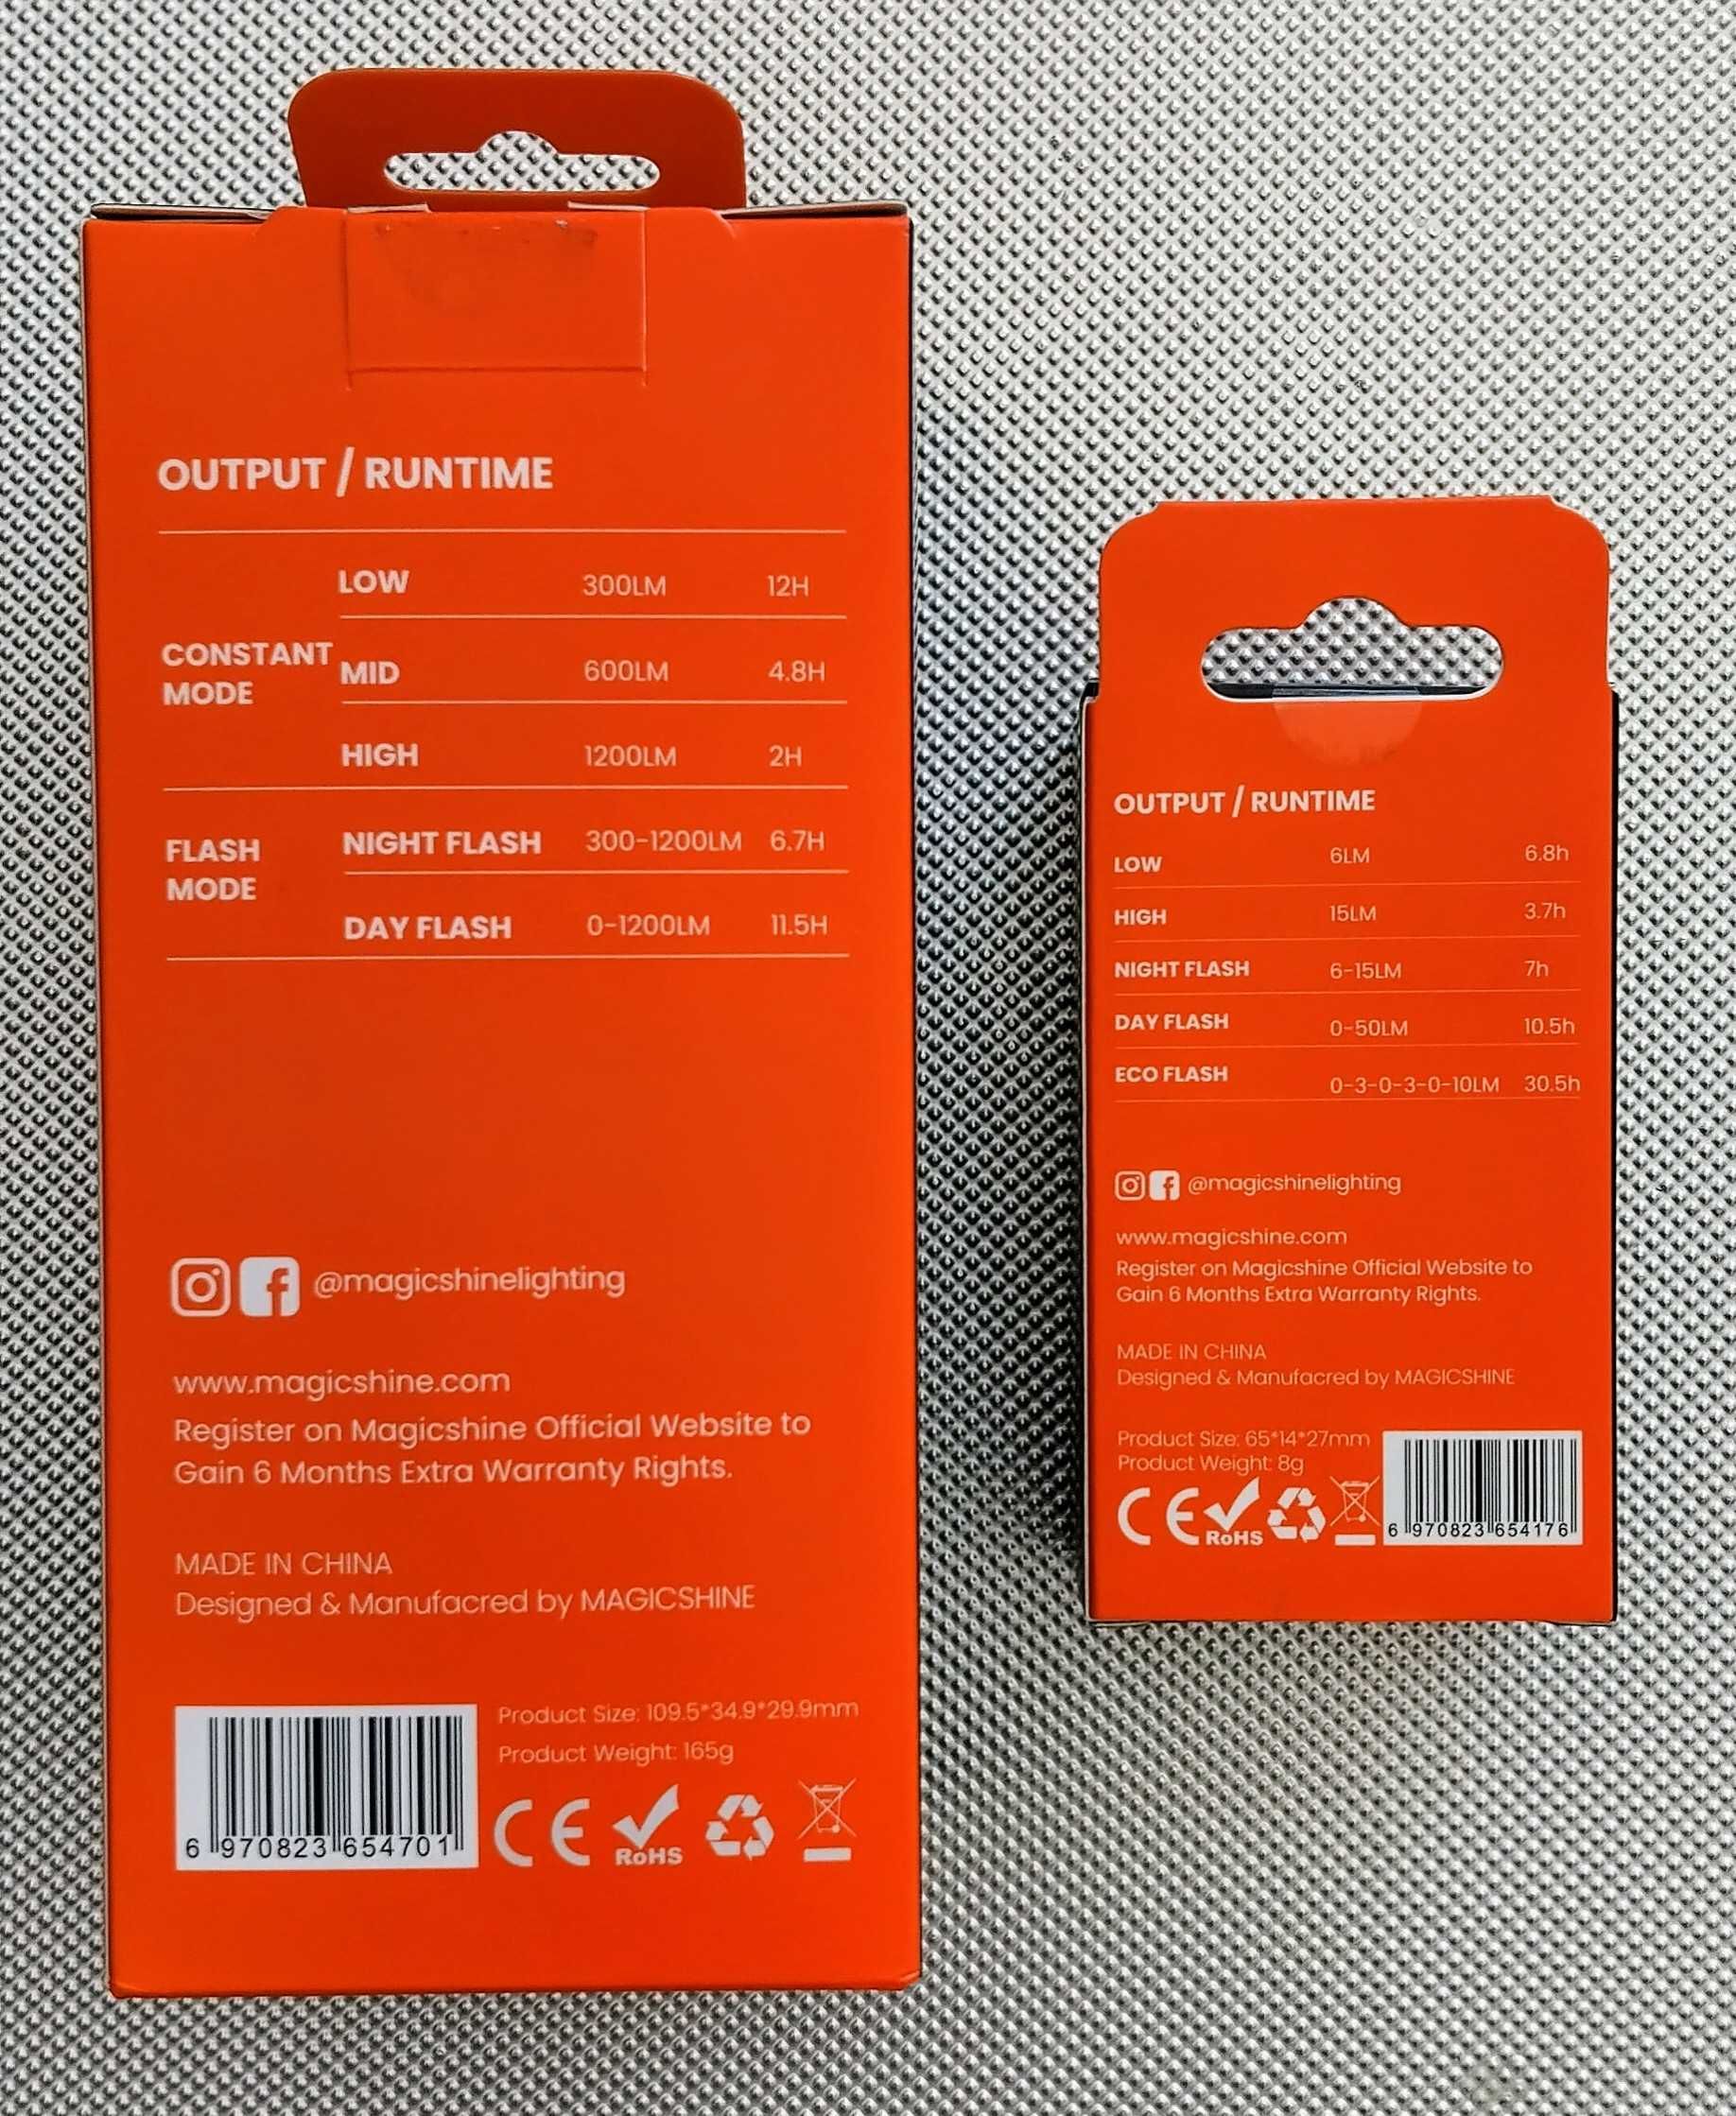 OUTPUT / RUNTIME
LOW 300LM 12H
CONSTANT MODE
MID 600LM 4.8H
HIGH 1200LM 2H
FLASH MODE
NIGHT FLASH 300-1200LM 6.7H
DAY FLASH 0-1200LM 11.5H
@magicshinelighting
www.magicshine.com
Register on Magicshine Official Website to
Gain 6 Months Extra Warranty Rights.
MADE IN CHINA
Designed & Manufacred by MAGICSHINE
6 970823 654701
Product Size: 109.5*34.9*29.9mm
Product Weight: 165g
CE RoHS
OUTPUT / RUNTIME
LOW 6LM 6.8h
HIGH 15LM 3.7h
NIGHT FLASH 6-15LM 7h
DAY FLASH 0-50LM 10.5h
ECO FLASH 0-3-0-3-0-10LM 30.5h
@magicshinelighting
www.magicshine.com
Register on Magicshine Official Website to
Gain 6 Months Extra Warranty Rights.
MADE IN CHINA
Designed & Manufacred by MAGICSHINE
Product Size: 65*14*27mm
Product Weight: 8g
CE RoHS
6 970823 654176